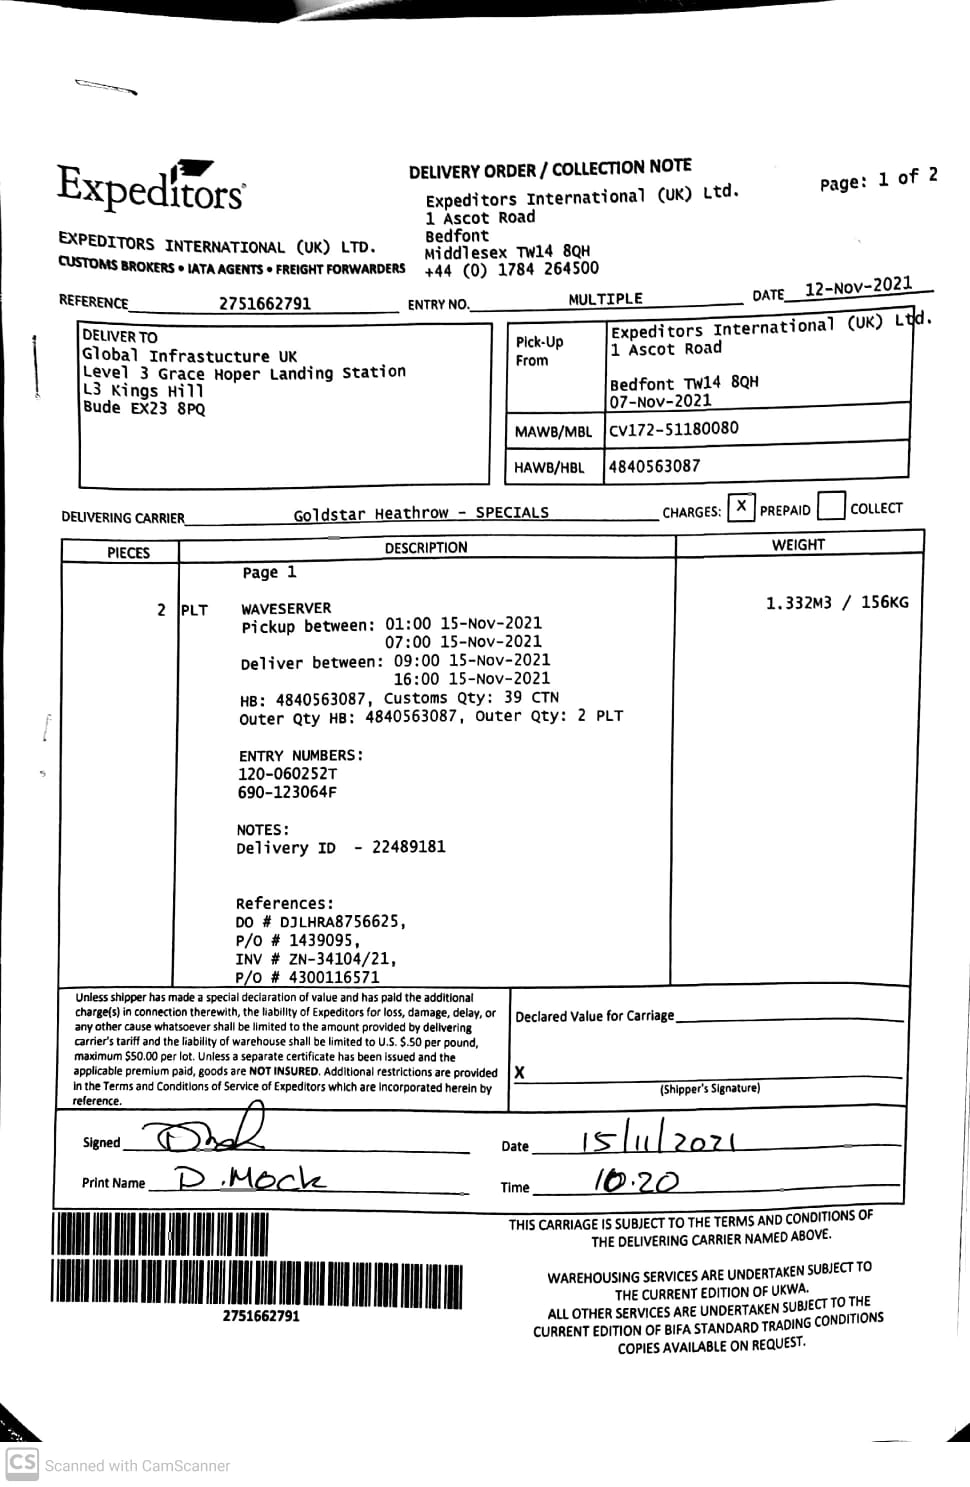 Expeditors
EXPEDITORS INTERNATIONAL (UK) LTD.
CUSTOMS BROKERS • IATA AGENTS • FREIGHT FORWARDERS
DELIVERY ORDER / COLLECTION NOTE
Expeditors International (UK) Ltd.
1 Ascot Road
Bedfont
Middlesex TW14 8QH
+44 (0) 1784 264500
Page: 1 of 2
REFERENCE 2751662791 ENTRY NO. MULTIPLE DATE 12-Nov-2021
DELIVER TO
Global Infrastucture UK
Level 3 Grace Hoper Landing Station
L3 Kings Hill
Bude EX23 8PQ
Pick-Up
From
Expeditors International (UK) Ltd.
1 Ascot Road
Bedfont TW14 8QH
07-Nov-2021
MAWB/MBL CV172-51180080
HAWB/HBL 4840563087
DELIVERING CARRIER Goldstar Heathrow - SPECIALS CHARGES: X PREPAID COLLECT
PIECES DESCRIPTION WEIGHT
Page 1
2 PLT WAVESERVER 1.332M3 / 156KG
Pickup between: 01:00 15-Nov-2021
07:00 15-Nov-2021
Deliver between: 09:00 15-Nov-2021
16:00 15-Nov-2021
HB: 4840563087, Customs Qty: 39 CTN
Outer Qty HB: 4840563087, Outer Qty: 2 PLT
ENTRY NUMBERS:
120-060252T
690-123064F
NOTES:
Delivery ID - 22489181
References:
DO # DJLHRA8756625,
P/O # 1439095,
INV # ZN-34104/21,
P/O # 4300116571
Unless shipper has made a special declaration of value and has paid the additional
charge(s) in connection therewith, the liability of Expeditors for loss, damage, delay, or
any other cause whatsoever shall be limited to the amount provided by delivering
carrier's tariff and the liability of warehouse shall be limited to U.S. $.50 per pound,
maximum $50.00 per lot. Unless a separate certificate has been issued and the
applicable premium paid, goods are NOT INSURED. Additional restrictions are provided
in the Terms and Conditions of Service of Expeditors which are incorporated herein by
reference.
Declared Value for Carriage
X
(Shipper's Signature)
Signed
Date 15/11/2021
Print Name D. Mock
Time 10.20
2751662791
THIS CARRIAGE IS SUBJECT TO THE TERMS AND CONDITIONS OF
THE DELIVERING CARRIER NAMED ABOVE.
WAREHOUSING SERVICES ARE UNDERTAKEN SUBJECT TO
THE CURRENT EDITION OF UKWA.
ALL OTHER SERVICES ARE UNDERTAKEN SUBJECT TO THE
CURRENT EDITION OF BIFA STANDARD TRADING CONDITIONS
COPIES AVAILABLE ON REQUEST.
CS Scanned with CamScanner